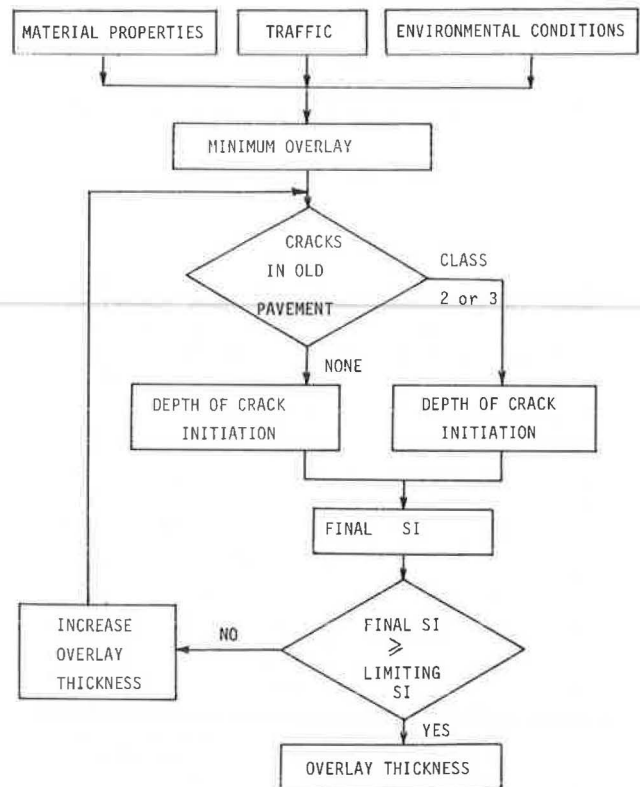 MATERIAL PROPERTIES
TRAFFIC
ENVIRONMENTAL CONDITIONS
MINIMUM OVERLAY
CRACKS
IN OLD
PAVEMENT
CLASS
2 or 3
NONE
DEPTH OF CRACK
INITIATION
DEPTH OF CRACK
INITIATION
FINAL SI
FINAL SI
≥
LIMITING
SI
NO
INCREASE
OVERLAY
THICKNESS
YES
OVERLAY THICKNESS